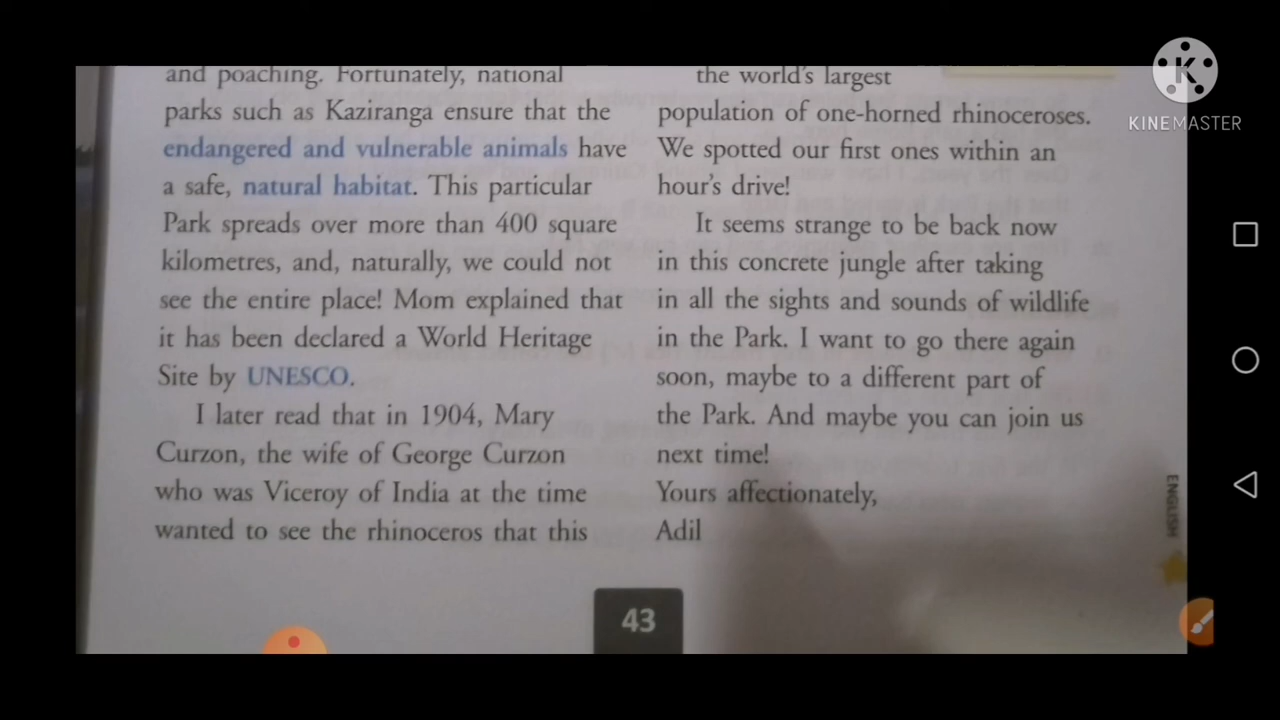 and poaching. Fortunately, national
parks such as Kaziranga ensure that the
endangered and vulnerable animals have
a safe, natural habitat. This particular
Park spreads over more than 400 square
kilometres, and, naturally, we could not
see the entire place! Mom explained that
it has been declared a World Heritage
Site by UNESCO.
I later read that in 1904, Mary
Curzon, the wife of George Curzon
who was Viceroy of India at the time
wanted to see the rhinoceros that this
the world's largest
population of one-horned rhinoceroses.
We spotted our first ones within an
hour's drive!
It seems strange to be back now
in this concrete jungle after taking
in all the sights and sounds of wildlife
in the Park. I want to go there again
soon, maybe to a different part of
the Park. And maybe you can join us
next time!
Yours affectionately,
Adil
43
ENGLISH
K
KINEMASTER